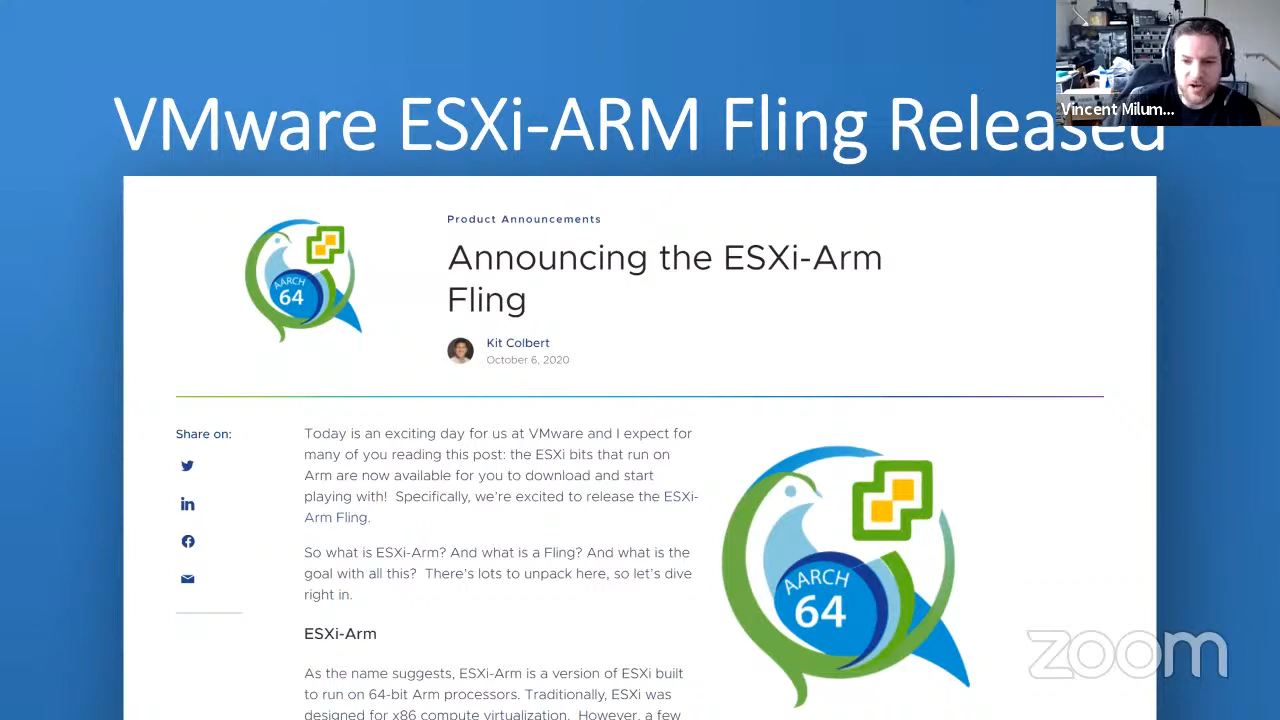 Vincent Milum...
VMware ESXi-ARM Fling Released
Product Announcements
Announcing the ESXi-Arm
Fling
Kit Colbert
October 6, 2020
AARCH
64
Share on:
Today is an exciting day for us at VMware and I expect for
many of you reading this post: the ESXi bits that run on
Arm are now available for you to download and start
playing with! Specifically, we're excited to release the ESXi-
Arm Fling.
So what is ESXi-Arm? And what is a Fling? And what is the
goal with all this? There's lots to unpack here, so let's dive
right in.
ESXi-Arm
As the name suggests, ESXi-Arm is a version of ESXi built
to run on 64-bit Arm processors. Traditionally, ESXi was
designed for x86 compute virtualization. However, a few
AARCH
64
zoom